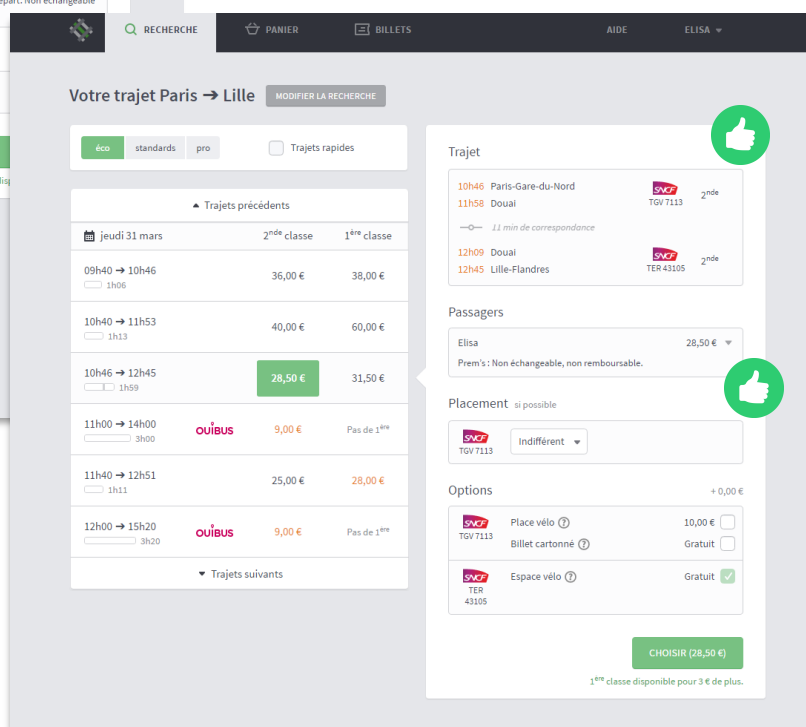 épart. Non échangeable
RECHERCHE
PANIER
BILLETS
AIDE
ELISA
Votre trajet Paris ➔ Lille
MODIFIER LA RECHERCHE
éco
standards
pro
Trajets rapides
Trajets précédents
jeudi 31 mars 2nde classe 1ère classe
09h40 ➔ 10h46 36,00 € 38,00 €
1h06
10h40 ➔ 11h53 40,00 € 60,00 €
1h13
10h46 ➔ 12h45 28,50 € 31,50 €
1h59
11h00 ➔ 14h00 OUIBUS 9,00 € Pas de 1ère
3h00
11h40 ➔ 12h51 25,00 € 28,00 €
1h11
12h00 ➔ 15h20 OUIBUS 9,00 € Pas de 1ère
3h20
Trajets suivants
Trajet
10h46 Paris-Gare-du-Nord SNCF 2nde
11h58 Douai TGV 7113
11 min de correspondance
12h09 Douai SNCF 2nde
12h45 Lille-Flandres TER 43105
Passagers
Elisa 28,50 €
Prem's : Non échangeable, non remboursable.
Placement si possible
SNCF Indifférent
TGV 7113
Options + 0,00 €
SNCF Place vélo ? 10,00 €
TGV 7113
Billet cartonné ? Gratuit
SNCF Espace vélo ? Gratuit
TER
43105
CHOISIR (28,50 €)
1ère classe disponible pour 3 € de plus.